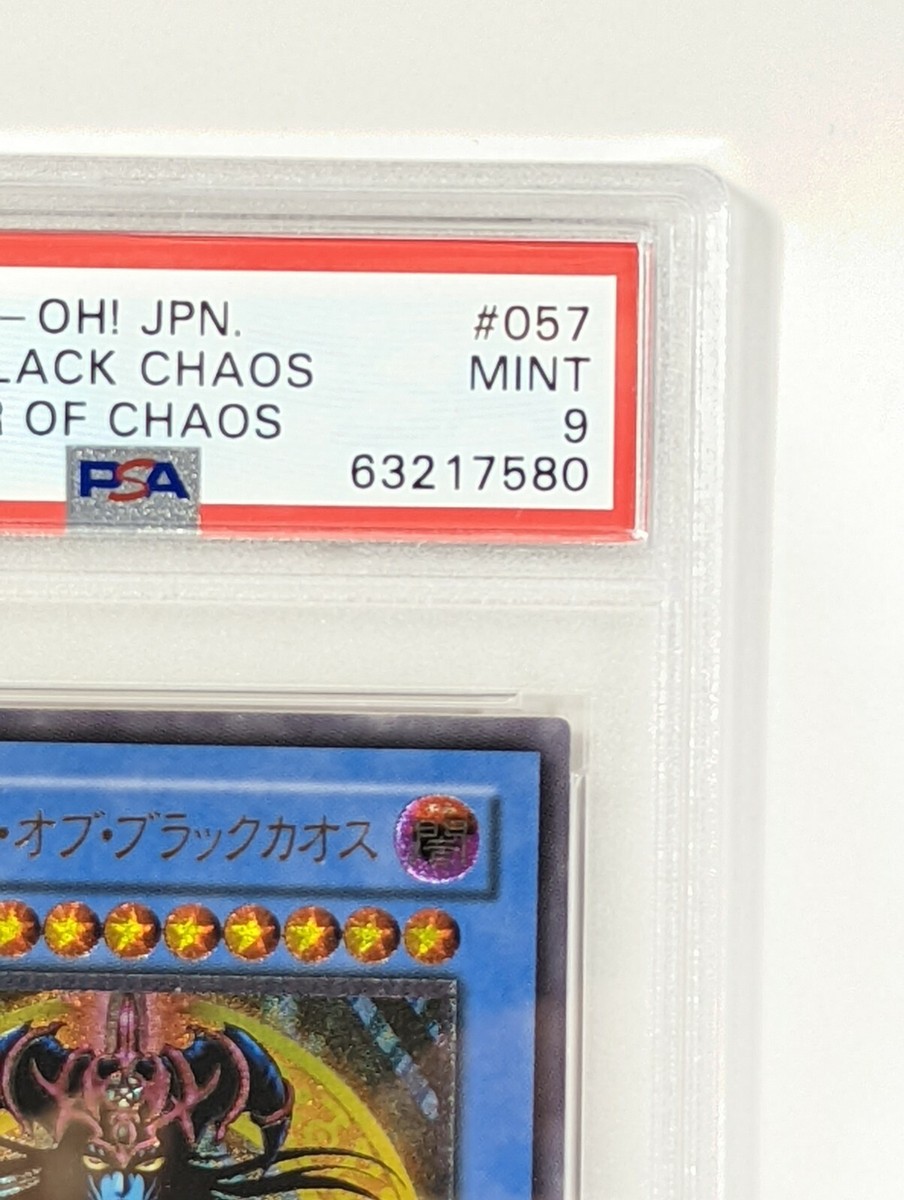 –OH! JPN. #057
LACK CHAOS MINT
R OF CHAOS 9
PSA 63217580
・オブ・ブラックカオス 闇